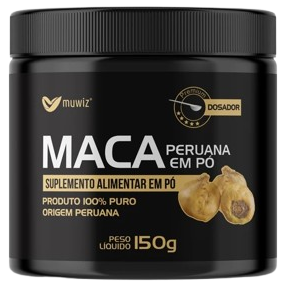 muwiz®
Premium
DOSADOR
MACA PERUANA EM PÓ
SUPLEMENTO ALIMENTAR EM PÓ
PRODUTO 100% PURO
ORIGEM PERUANA
PESO LÍQUIDO 150g